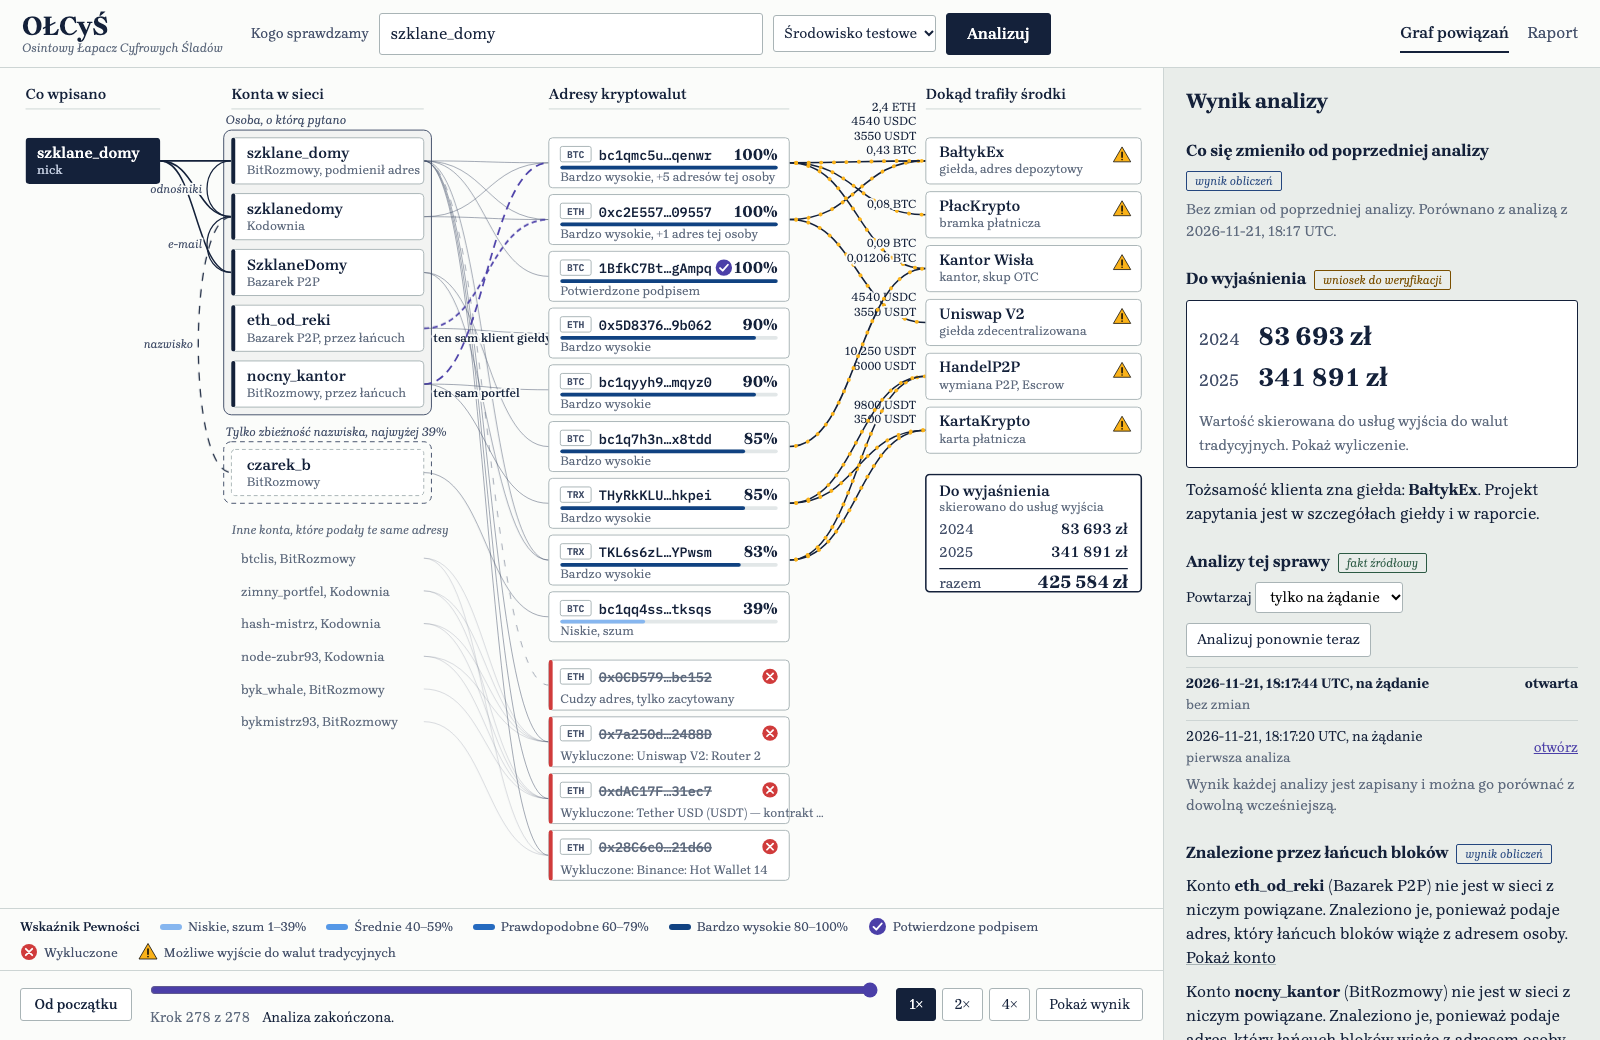 OŁCyŚ
Osintowy Łapacz Cyfrowych Śladów
Kogo sprawdzamy
szklane_domy
Środowisko testowe
Analizuj
Graf powiązań
Raport
Co wpisano
szklane_domy
nick
odnośniki
e-mail
nazwisko
Konta w sieci
Osoba, o którą pytano
szklane_domy
BitRozmowy, podmienił adres
szklanedomy
Kodownia
SzklaneDomy
Bazarek P2P
eth_od_reki
Bazarek P2P, przez łańcuch
nocny_kantor
BitRozmowy, przez łańcuch
Tylko zbieżność nazwiska, najwyżej 39%
czarek_b
BitRozmowy
Inne konta, które podały te same adresy
btclis, BitRozmowy
zimny_portfel, Kodownia
hash-mistrz, Kodownia
node-zubr93, Kodownia
byk_whale, BitRozmowy
bykmistrz93, BitRozmowy
ten sam klient giełdy
ten sam portfel
Adresy kryptowalut
BTC bc1qmc5u…qenwr 100%
Bardzo wysokie, +5 adresów tej osoby
ETH 0xc2E557…09557 100%
Bardzo wysokie, +1 adres tej osoby
BTC 1BfkC7Bt…gAmpq 100%
Potwierdzone podpisem
ETH 0x5D8376…9b062 90%
Bardzo wysokie
BTC bc1qyyh9…mqyz0 90%
Bardzo wysokie
BTC bc1q7h3n…x8tdd 85%
Bardzo wysokie
TRX THyRkKLU…hkpei 85%
Bardzo wysokie
TRX TKL6s6zL…YPwsm 83%
Bardzo wysokie
BTC bc1qq4ss…tksqs 39%
Niskie, szum
ETH 0x0CD579…bc152
Cudzy adres, tylko zacytowany
ETH 0x7a250d…2488D
Wykluczone: Uniswap V2: Router 2
ETH 0xdAC17F…31ec7
Wykluczone: Tether USD (USDT) — kontrakt …
ETH 0x28C6c0…21d60
Wykluczone: Binance: Hot Wallet 14
2,4 ETH
4540 USDC
3550 USDT
0,43 BTC
0,08 BTC
0,09 BTC
0,01206 BTC
4540 USDC
3550 USDT
10 250 USDT
6000 USDT
9800 USDT
3500 USDT
Dokąd trafiły środki
BałtykEx
giełda, adres depozytowy
PłacKrypto
bramka płatnicza
Kantor Wisła
kantor, skup OTC
Uniswap V2
giełda zdecentralizowana
HandelP2P
wymiana P2P, Escrow
KartaKrypto
karta płatnicza
Do wyjaśnienia
skierowano do usług wyjścia
2024 83 693 zł
2025 341 891 zł
razem 425 584 zł
Wskaźnik Pewności
Niskie, szum 1–39%
Średnie 40–59%
Prawdopodobne 60–79%
Bardzo wysokie 80–100%
Potwierdzone podpisem
Wykluczone
Możliwe wyjście do walut tradycyjnych
Od początku
Krok 278 z 278 Analiza zakończona.
1×
2×
4×
Pokaż wynik
Wynik analizy
Co się zmieniło od poprzedniej analizy
wynik obliczeń
Bez zmian od poprzedniej analizy. Porównano z analizą z
2026-11-21, 18:17 UTC.
Do wyjaśnienia wniosek do weryfikacji
2024 83 693 zł
2025 341 891 zł
Wartość skierowana do usług wyjścia do walut
tradycyjnych. Pokaż wyliczenie.
Tożsamość klienta zna giełda: BałtykEx. Projekt
zapytania jest w szczegółach giełdy i w raporcie.
Analizy tej sprawy fakt źródłowy
Powtarzaj tylko na żądanie
Analizuj ponownie teraz
2026-11-21, 18:17:44 UTC, na żądanie otwarta
bez zmian
2026-11-21, 18:17:20 UTC, na żądanie otwórz
pierwsza analiza
Wynik każdej analizy jest zapisany i można go porównać z
dowolną wcześniejszą.
Znalezione przez łańcuch bloków wynik obliczeń
Konto eth_od_reki (Bazarek P2P) nie jest w sieci z
niczym powiązane. Znaleziono je, ponieważ podaje
adres, który łańcuch bloków wiąże z adresem osoby.
Pokaż konto
Konto nocny_kantor (BitRozmowy) nie jest w sieci z
niczym powiązane. Znaleziono je, ponieważ podaje
adres, który łańcuch bloków wiąże z adresem osoby.